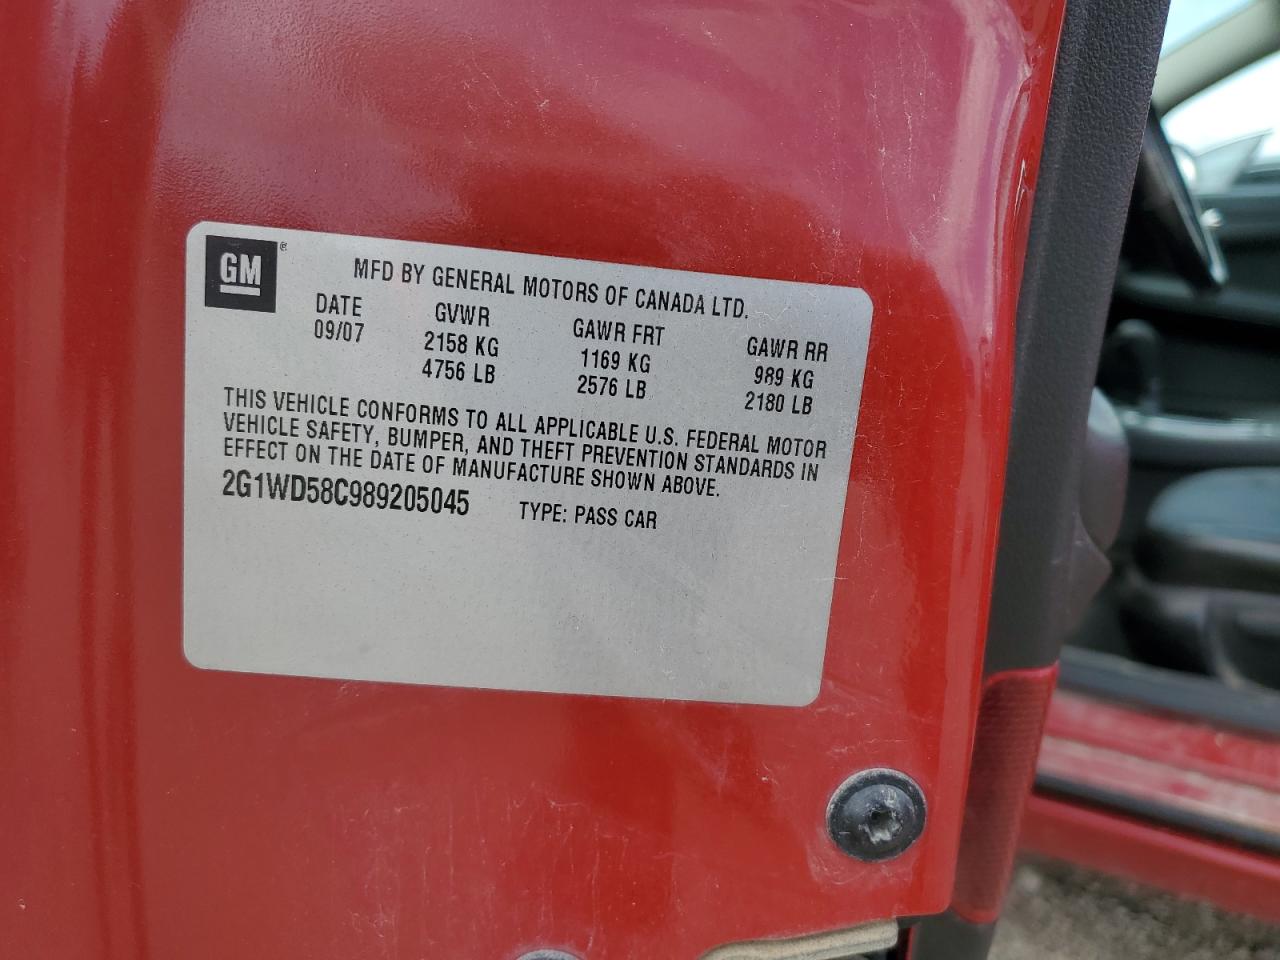 GM®
MFD BY GENERAL MOTORS OF CANADA LTD.
DATE GVWR GAWR FRT GAWR RR
09/07 2158 KG 1169 KG 989 KG
4756 LB 2576 LB 2180 LB
THIS VEHICLE CONFORMS TO ALL APPLICABLE U.S. FEDERAL MOTOR
VEHICLE SAFETY, BUMPER, AND THEFT PREVENTION STANDARDS IN
EFFECT ON THE DATE OF MANUFACTURE SHOWN ABOVE.
2G1WD58C989205045 TYPE: PASS CAR